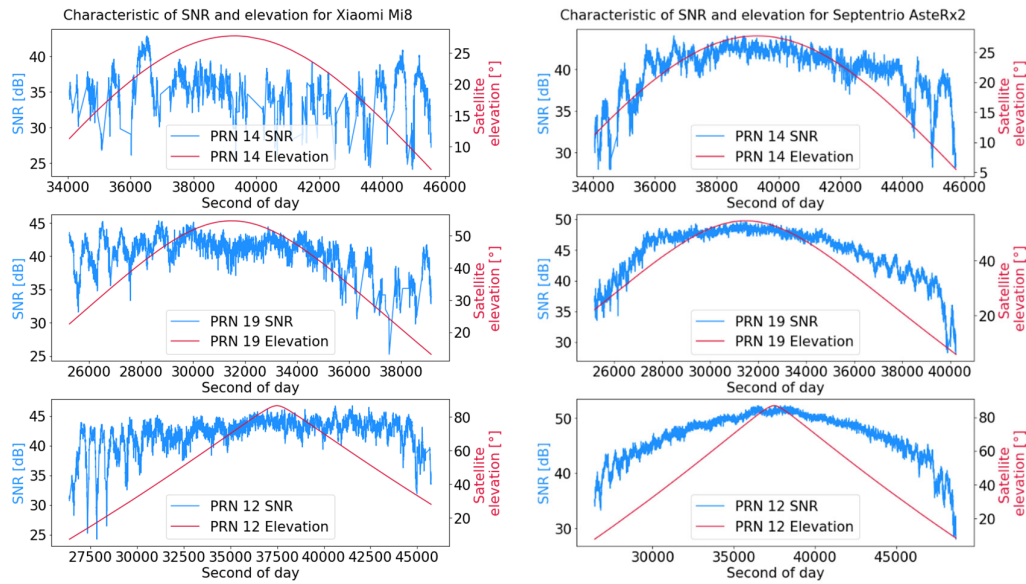 Characteristic of SNR and elevation for Xiaomi Mi8
SNR [dB]
40
35
30
25
25
20
15
10
Satellite
elevation [°]
PRN 14 SNR
PRN 14 Elevation
34000 36000 38000 40000 42000 44000 46000
Second of day
SNR [dB]
45
40
35
30
25
50
40
30
20
Satellite
elevation [°]
PRN 19 SNR
PRN 19 Elevation
26000 28000 30000 32000 34000 36000 38000
Second of day
SNR [dB]
45
40
35
30
25
80
60
40
20
Satellite
elevation [°]
PRN 12 SNR
PRN 12 Elevation
27500 30000 32500 35000 37500 40000 42500 45000
Second of day
Characteristic of SNR and elevation for Septentrio AsteRx2
SNR [dB]
40
35
30
25
20
15
10
5
Satellite
elevation [°]
PRN 14 SNR
PRN 14 Elevation
34000 36000 38000 40000 42000 44000 46000
Second of day
SNR [dB]
50
45
40
35
30
40
20
Satellite
elevation [°]
PRN 19 SNR
PRN 19 Elevation
26000 28000 30000 32000 34000 36000 38000 40000
Second of day
SNR [dB]
50
40
30
80
60
40
20
Satellite
elevation [°]
PRN 12 SNR
PRN 12 Elevation
30000 35000 40000 45000
Second of day